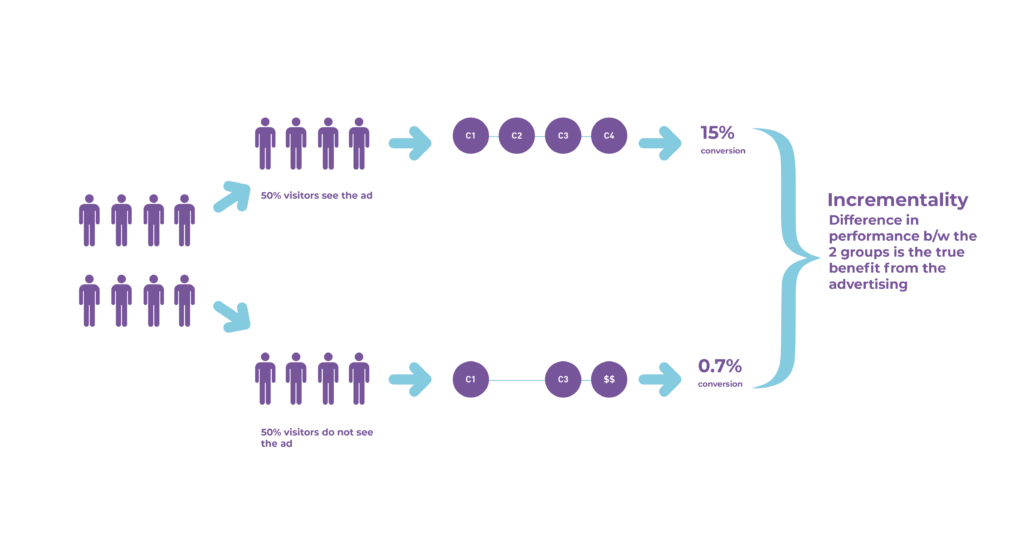 50% visitors see the ad
C1
C2
C3
C4
15%
conversion
Incrementality
Difference in
performance b/w the
2 groups is the true
benefit from the
advertising
50% visitors do not see
the ad
C1
C3
$$
0.7%
conversion